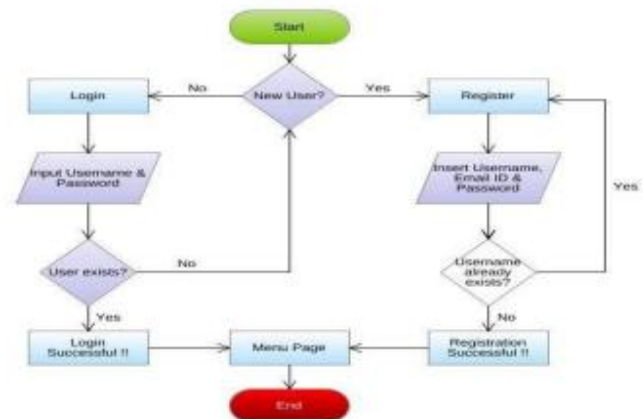 Start
No
New User?
Yes
Login
Register
Input Username &
Password
Insert Username,
Email ID &
Password
Yes
User exists?
No
Username
already
exists?
Yes
No
Login
Successful !!
Menu Page
Registration
Successful !!
End